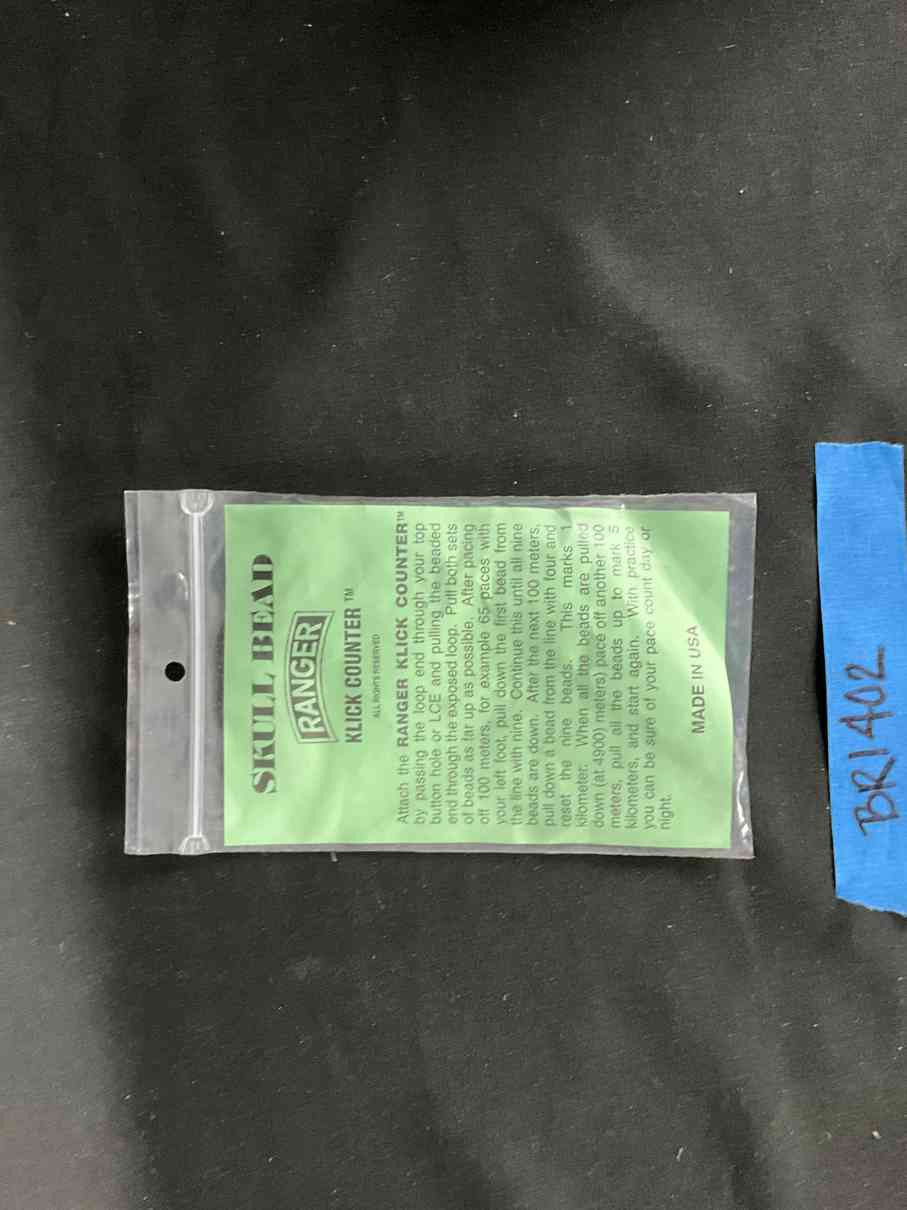 SKULL BEAD
RANGER
KLICK COUNTER ™
ALL RIGHTS RESERVED
Attach the RANGER KLICK COUNTER™
by passing the loop end through your top
button hole or LCE and pulling the beaded
end through the exposed loop. Pull both sets
of beads as far up as possible. After pacing
off 100 meters, for example 65 paces with
your left foot, pull down the first bead from
the line with nine. Continue this until all nine
beads are down. After the next 100 meters,
pull down a bead from the line with four and
reset the nine beads. This marks 1
kilometer. When all the beads are pulled
down (at 4900 meters) pace off another 100
meters, pull all the beads up to mark 5
kilometers, and start again. With practice
you can be sure of your pace count day or
night.
MADE IN USA
BR1402